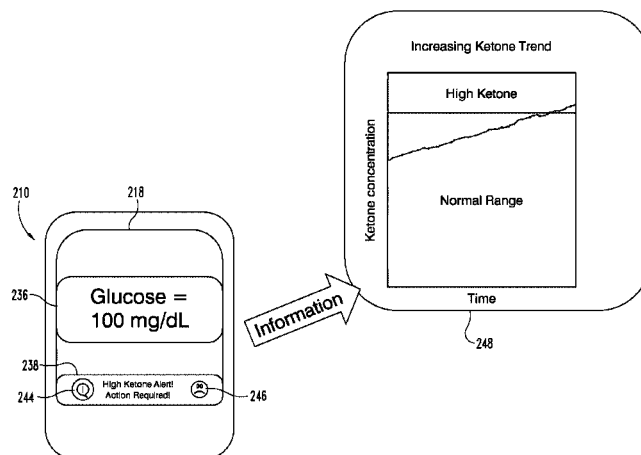 Increasing Ketone Trend
High Ketone
Ketone concentration
Normal Range
Time
248
Information
210
218
236
Glucose =
100 mg/dL
238
High Ketone Alert!
Action Required!
244
246